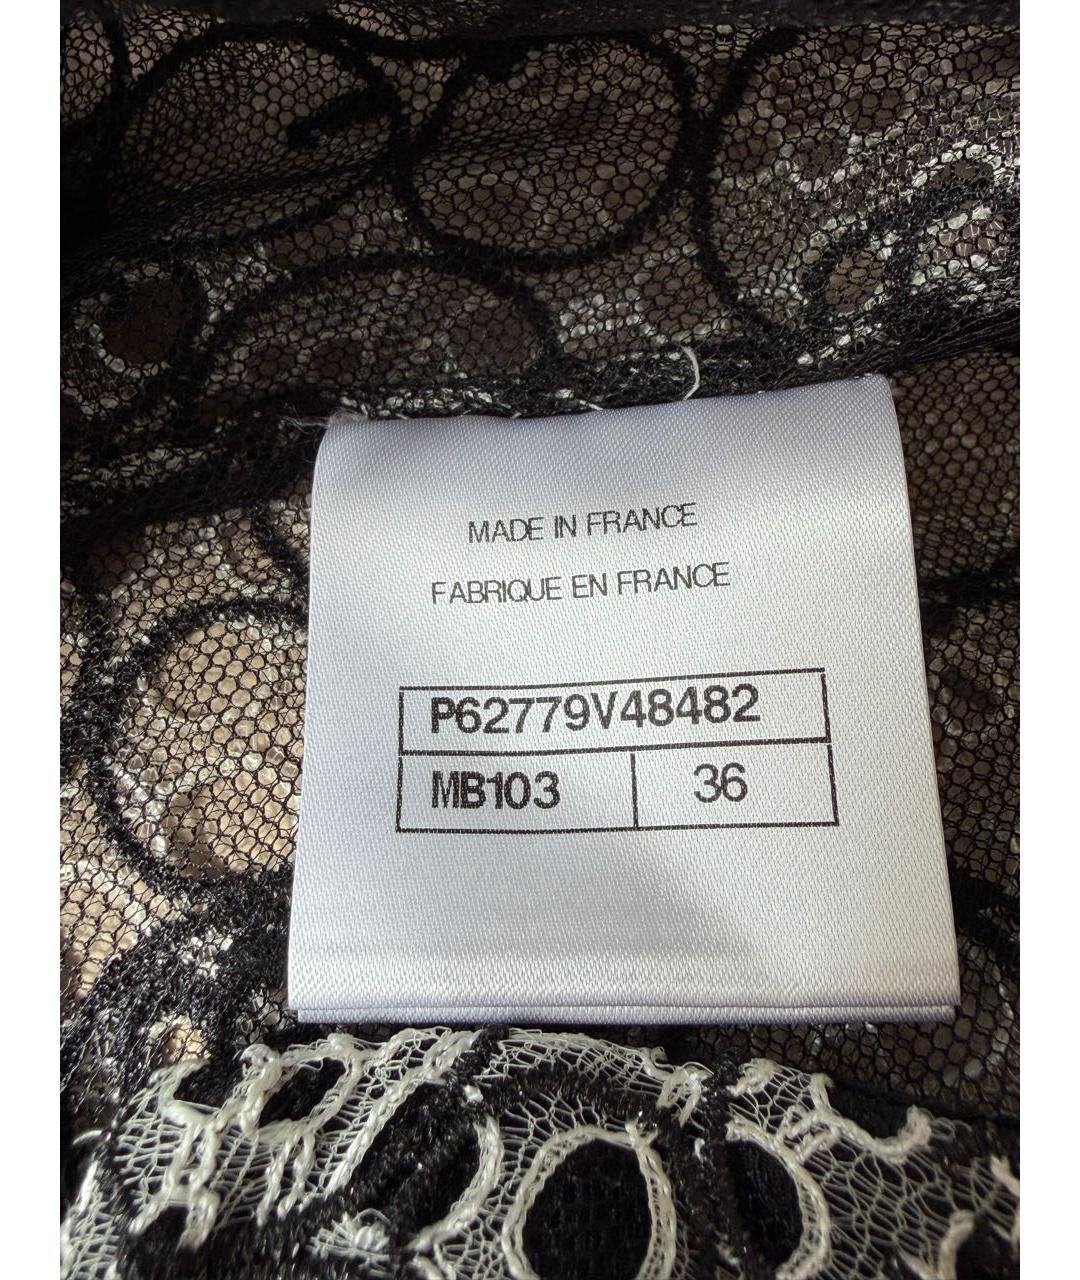 MADE IN FRANCE
FABRIQUE EN FRANCE
P62779V48482
MB103 36